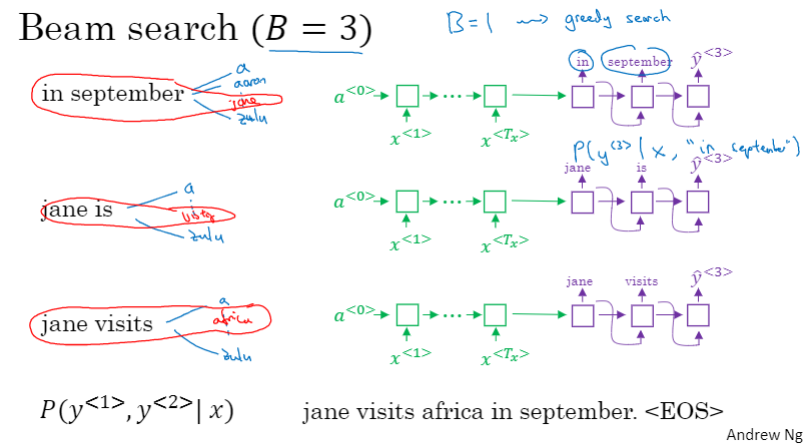 Beam search (B = 3)
B=1 ⇝ greedy search
in september
a
aaron
jane
zulu
a<0>
x<1>
x<Tx>
in
september
ŷ<3>
P(y<3> | x, "in september")
jane is
a
visits
zulu
a<0>
x<1>
x<Tx>
jane
is
ŷ<3>
jane visits
a
africa
zulu
a<0>
x<1>
x<Tx>
jane
visits
ŷ<3>
P(y<1>, y<2>| x)
jane visits africa in september. <EOS>
Andrew Ng